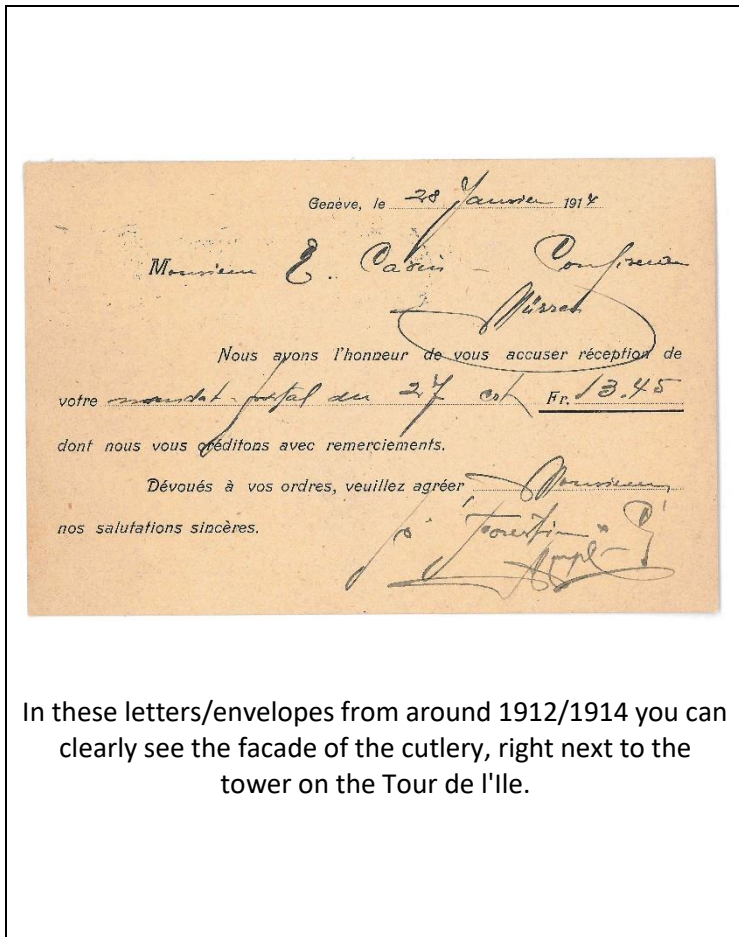 Genève, le 28 Janvier 1914
Monsieur E. Confiseur
Nous avons l'honneur de vous accuser réception de
votre mandat-postal du 27 ct Fr. 13.45
dont nous vous créditons avec remerciements.
Dévoués à vos ordres, veuillez agréer Monsieur,
nos salutations sincères.
In these letters/envelopes from around 1912/1914 you can
clearly see the facade of the cutlery, right next to the
tower on the Tour de l'Ile.